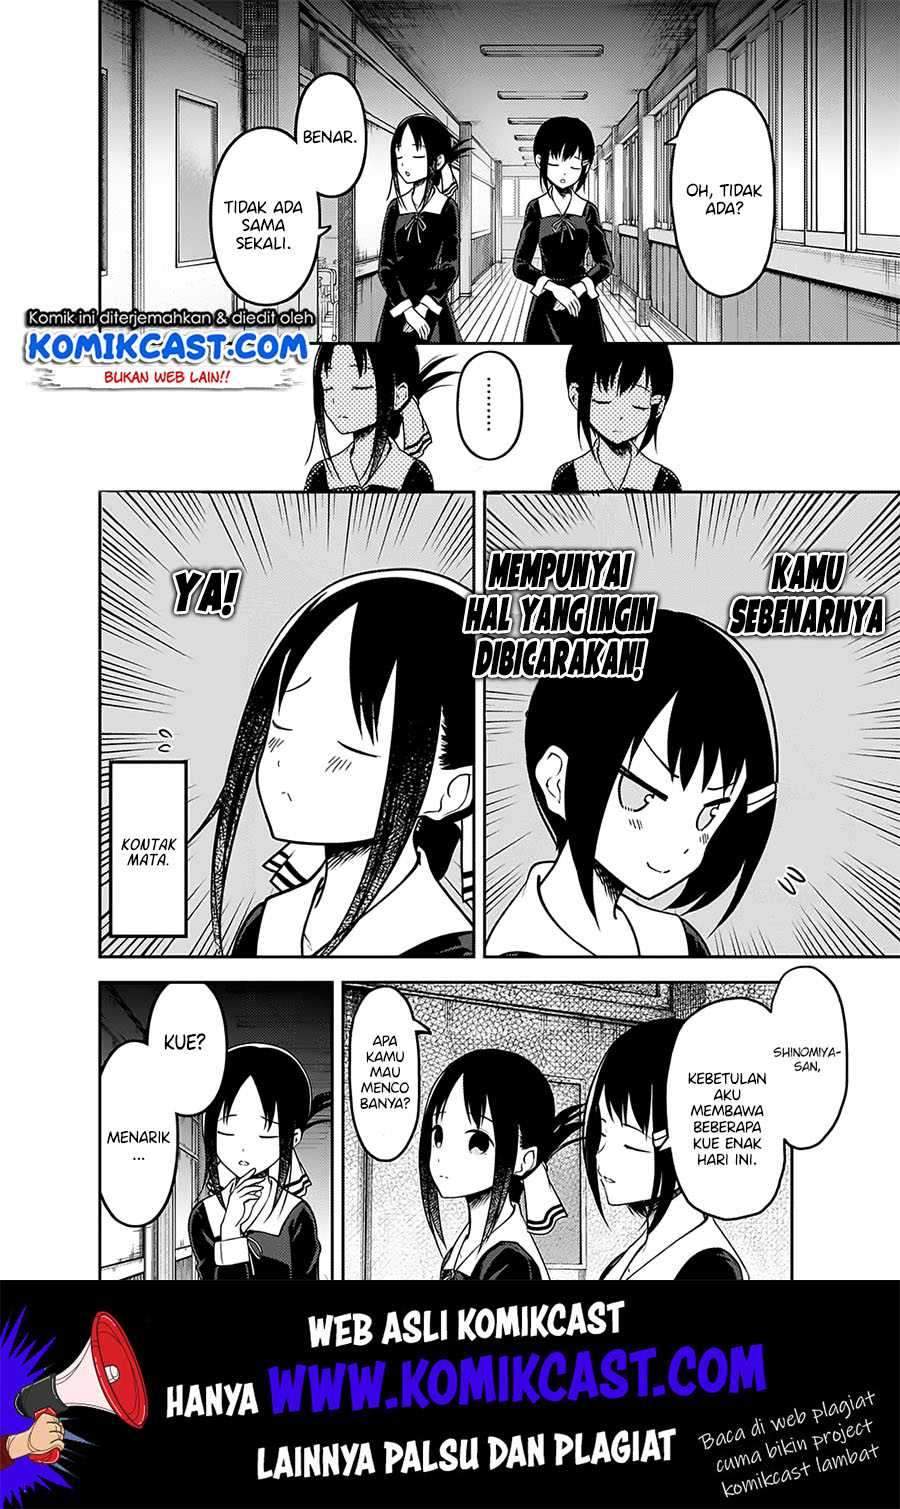 OH, TIDAK
ADA?
BENAR.
TIDAK ADA
SAMA
SEKALI.
Komik ini diterjemahkan & diedit oleh
KOMIKCAST.COM
BUKAN WEB LAIN!!
..........
KAMU
SEBENARNYA
MEMPUNYAI
HAL YANG INGIN
DIBICARAKAN!
YA!
KONTAK
MATA.
SHINOMIYA-
SAN,
KEBETULAN
AKU
MEMBAWA
BEBERAPA
KUE ENAK
HARI INI.
APA
KAMU
MAU
MENCO
BANYA?
KUE?
MENARIK
...
WEB ASLI KOMIKCAST
HANYA WWW.KOMIKCAST.COM
LAINNYA PALSU DAN PLAGIAT
Baca di web plagiat
cuma bikin project
komikcast lambat